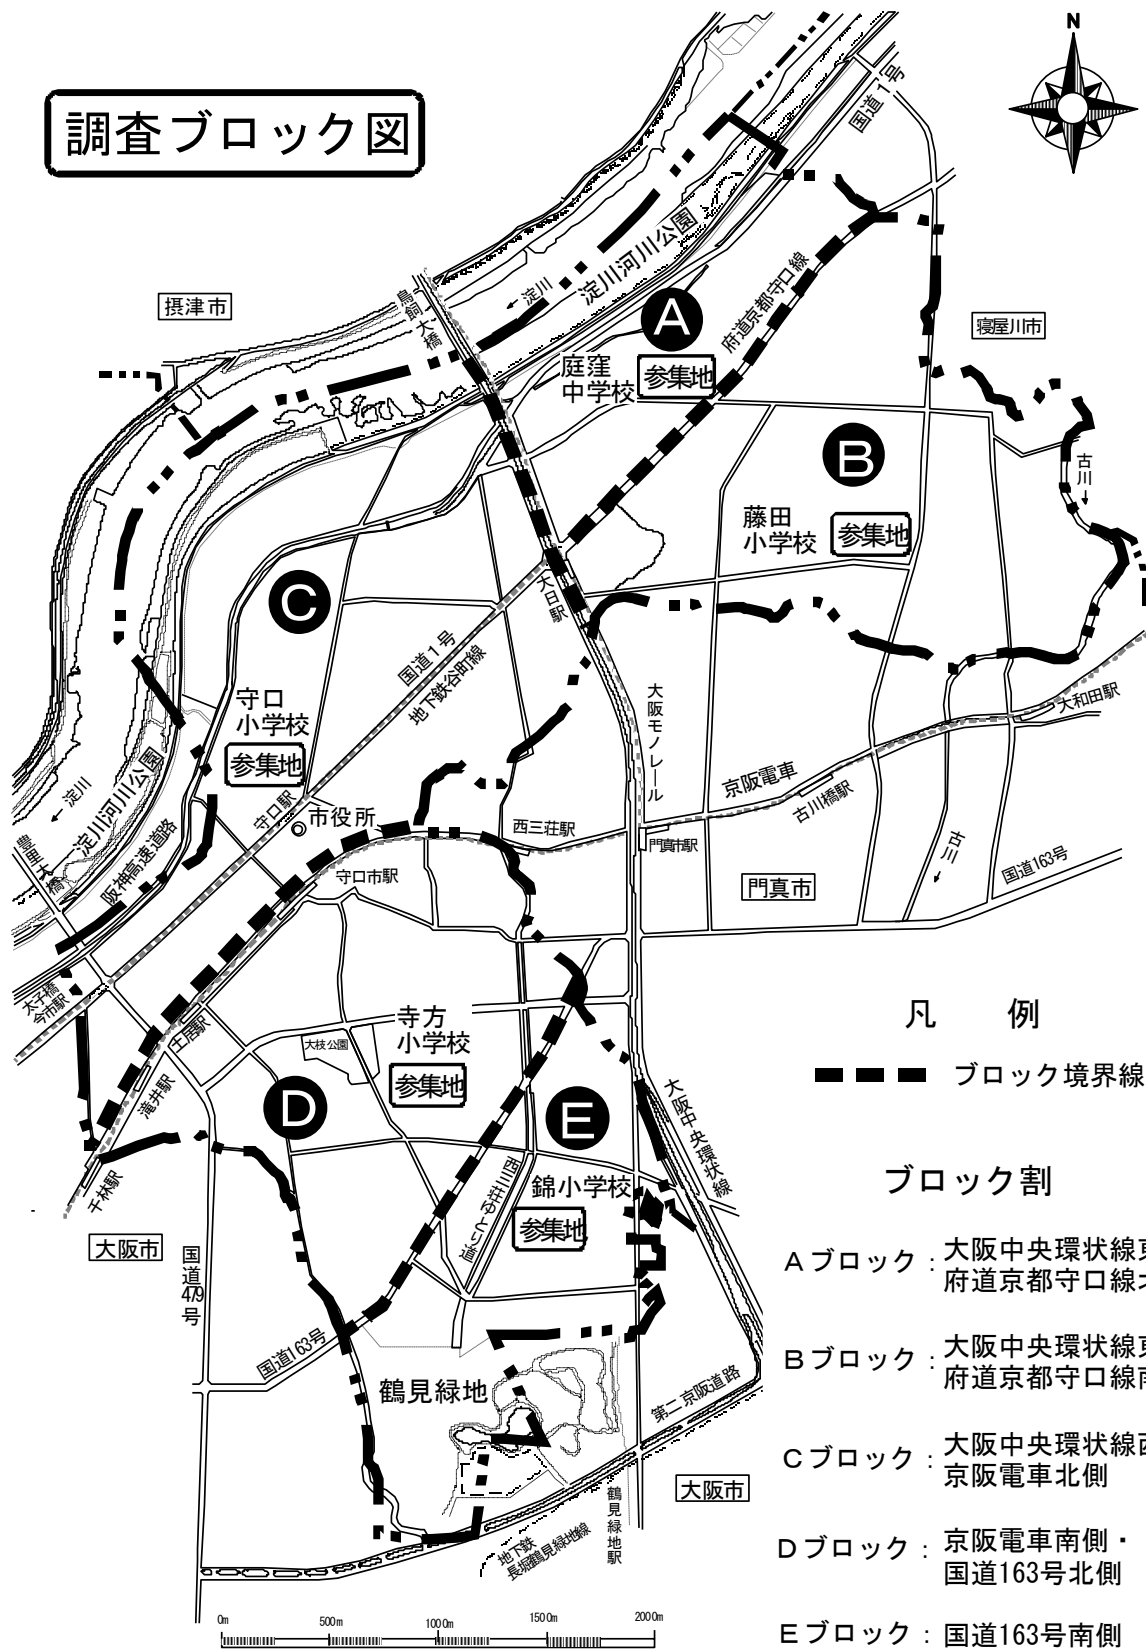 調査ブロック図
N
国道1号
淀川河川公園
淀川
鳥飼大橋
摂津市
A
府道京都守口線
寝屋川市
庭窪
中学校
参集地
B
古川
藤田
小学校
参集地
大日駅
C
国道1号
地下鉄谷町線
守口
小学校
参集地
大阪モノレール
大和田駅
京阪電車
古川橋駅
淀川
淀川河川公園
守口駅
市役所
西三荘駅
門真市駅
豊里大橋
阪神高速道路
守口市駅
古川
国道163号
門真市
太子橋
今市駅
土居駅
寺方
小学校
大枝公園
参集地
滝井駅
D
E
大阪中央環状線
千林駅
西三荘ゆとり道
錦小学校
参集地
大阪市
国道479号
国道163号
鶴見緑地
第二京阪道路
大阪市
鶴見緑地駅
地下鉄
長堀鶴見緑地線
0m
500m
1000m
1500m
2000m
凡 例
ブロック境界線
ブロック割
Aブロック : 大阪中央環状線東
府道京都守口線北
Bブロック : 大阪中央環状線東
府道京都守口線南
Cブロック : 大阪中央環状線西
京阪電車北側
Dブロック : 京阪電車南側・
国道163号北側
Eブロック : 国道163号南側